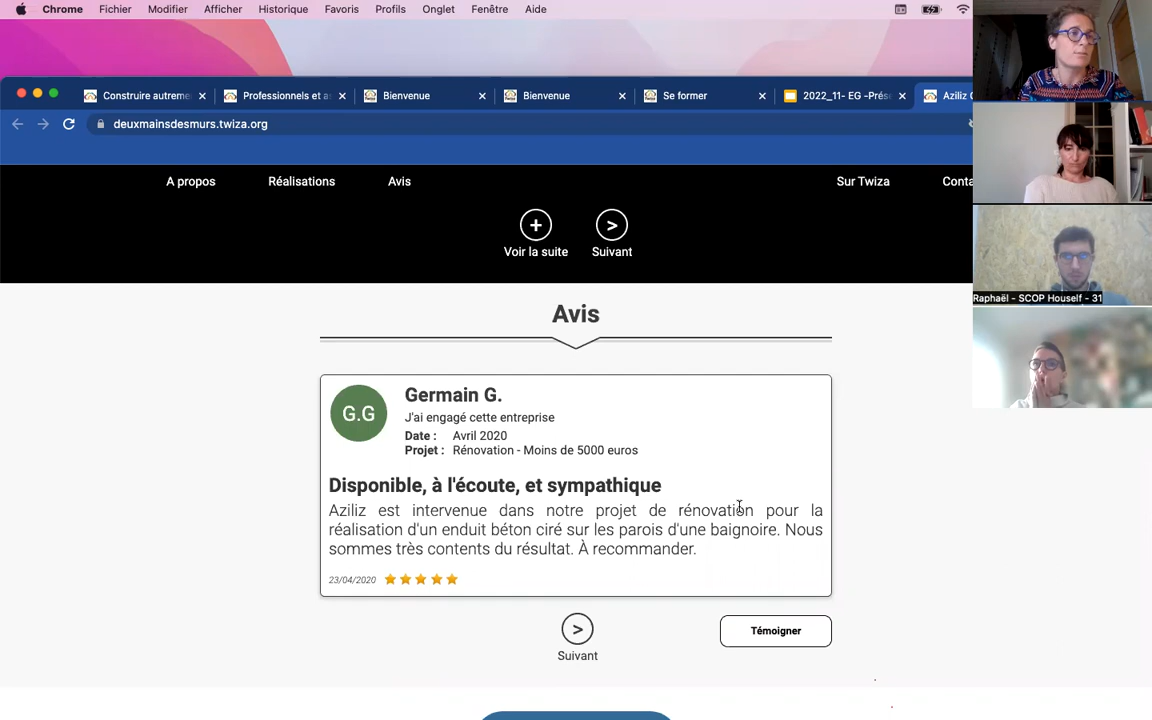 Chrome Fichier Modifier Afficher Historique Favoris Profils Onglet Fenêtre Aide
Construire autreme Professionnels et a Bienvenue Bienvenue Se former 2022_11- EG -Prés Aziliz
deuxmainsdesmurs.twiza.org
A propos Réalisations Avis Sur Twiza Conta
+ >
Voir la suite Suivant
Raphaël - SCOP Houself - 31
Avis
G.G
Germain G.
J'ai engagé cette entreprise
Date : Avril 2020
Projet : Rénovation - Moins de 5000 euros
Disponible, à l'écoute, et sympathique
Aziliz est intervenue dans notre projet de rénovation pour la
réalisation d'un enduit béton ciré sur les parois d'une baignoire. Nous
sommes très contents du résultat. À recommander.
23/04/2020
>
Suivant
Témoigner